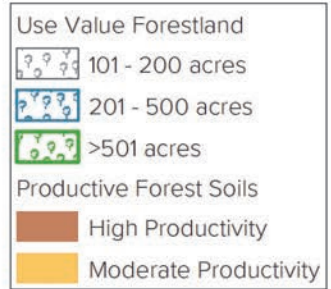 Use Value Forestland
101 - 200 acres
201 - 500 acres
>501 acres
Productive Forest Soils
High Productivity
Moderate Productivity